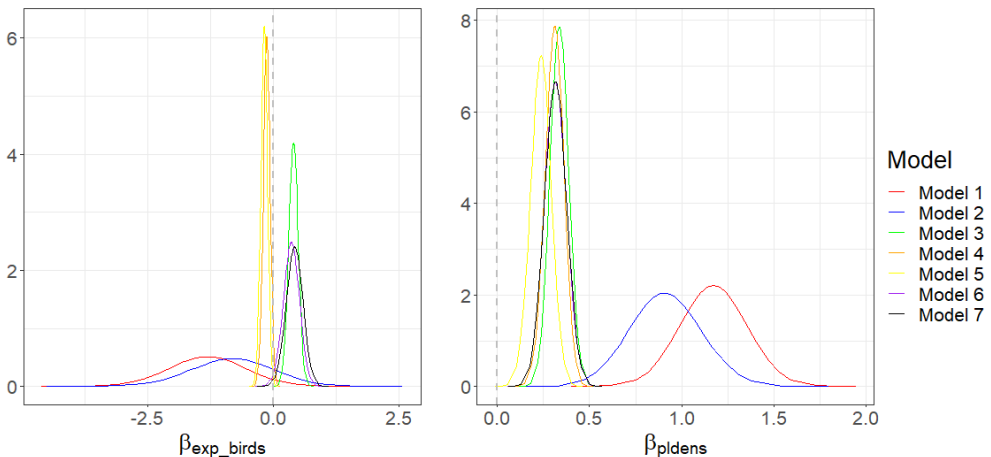 6
4
2
0
-2.5
0.0
2.5
βexp_birds
8
6
4
2
0
0.0
0.5
1.0
1.5
2.0
βpldens
Model
Model 1
Model 2
Model 3
Model 4
Model 5
Model 6
Model 7